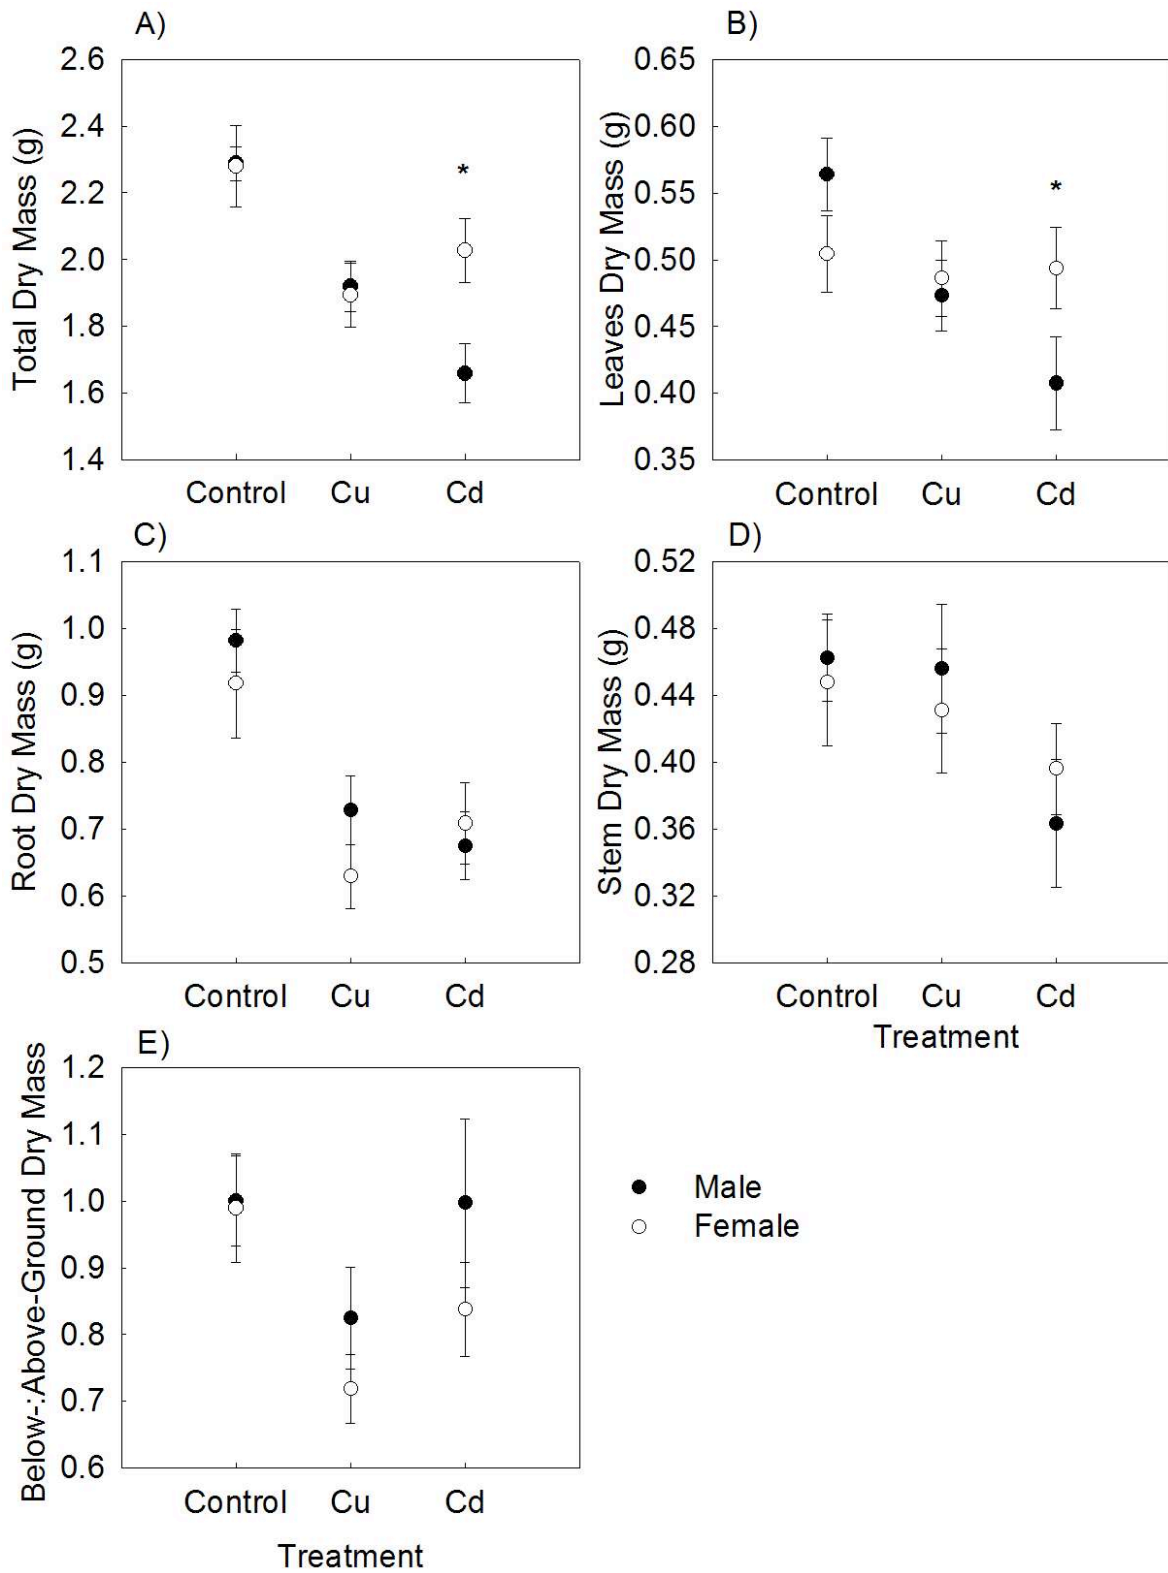 A)
Total Dry Mass (g)
2.6
2.4
2.2
2.0
1.8
1.6
1.4
*
Control Cu Cd
B)
Leaves Dry Mass (g)
0.65
0.60
0.55
0.50
0.45
0.40
0.35
*
Control Cu Cd
C)
Root Dry Mass (g)
1.1
1.0
0.9
0.8
0.7
0.6
0.5
Control Cu Cd
D)
Stem Dry Mass (g)
0.52
0.48
0.44
0.40
0.36
0.32
0.28
Control Cu Cd
Treatment
E)
Below-:Above-Ground Dry Mass
1.2
1.1
1.0
0.9
0.8
0.7
0.6
Control Cu Cd
Treatment
Male
Female